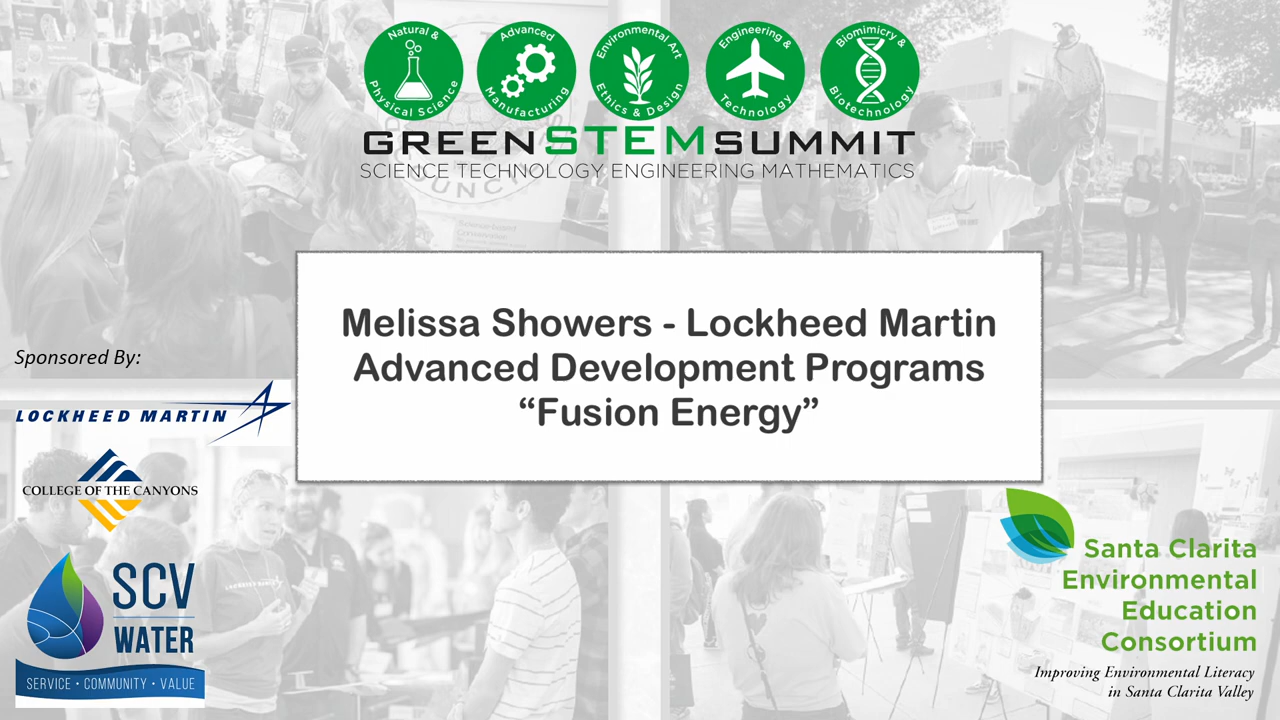 Natural &
Physical Science
Advanced
Manufacturing
Environmental Art
Ethics & Design
Engineering &
Technology
Biomimicry &
Biotechnology
GREENSTEMSUMMIT
SCIENCE TECHNOLOGY ENGINEERING MATHEMATICS
Melissa Showers - Lockheed Martin
Advanced Development Programs
“Fusion Energy”
Sponsored By:
LOCKHEED MARTIN
COLLEGE OF THE CANYONS
SCV
WATER
SERVICE • COMMUNITY • VALUE
Santa Clarita
Environmental
Education
Consortium
Improving Environmental Literacy
in Santa Clarita Valley